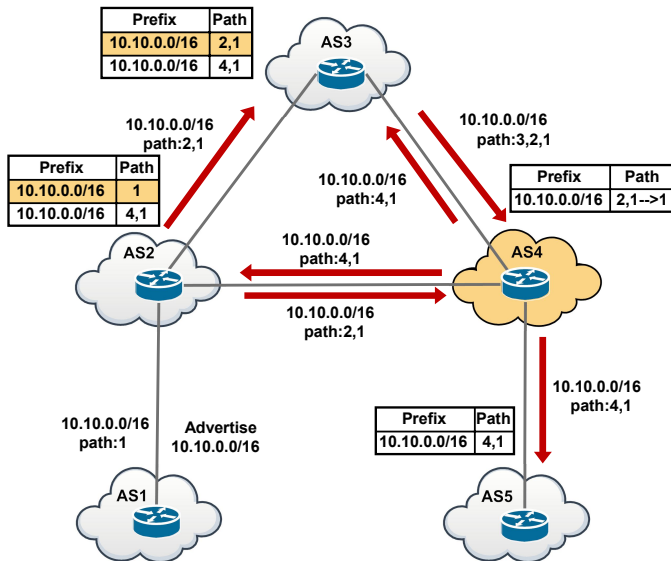 Prefix Path
10.10.0.0/16 2,1
10.10.0.0/16 4,1
AS3
10.10.0.0/16
path:2,1
10.10.0.0/16
path:3,2,1
Prefix Path
10.10.0.0/16 1
10.10.0.0/16 4,1
10.10.0.0/16
path:4,1
Prefix Path
10.10.0.0/16 2,1-->1
AS2
10.10.0.0/16
path:4,1
AS4
10.10.0.0/16
path:2,1
10.10.0.0/16
path:4,1
10.10.0.0/16
path:1
Advertise
10.10.0.0/16
Prefix Path
10.10.0.0/16 4,1
AS1
AS5